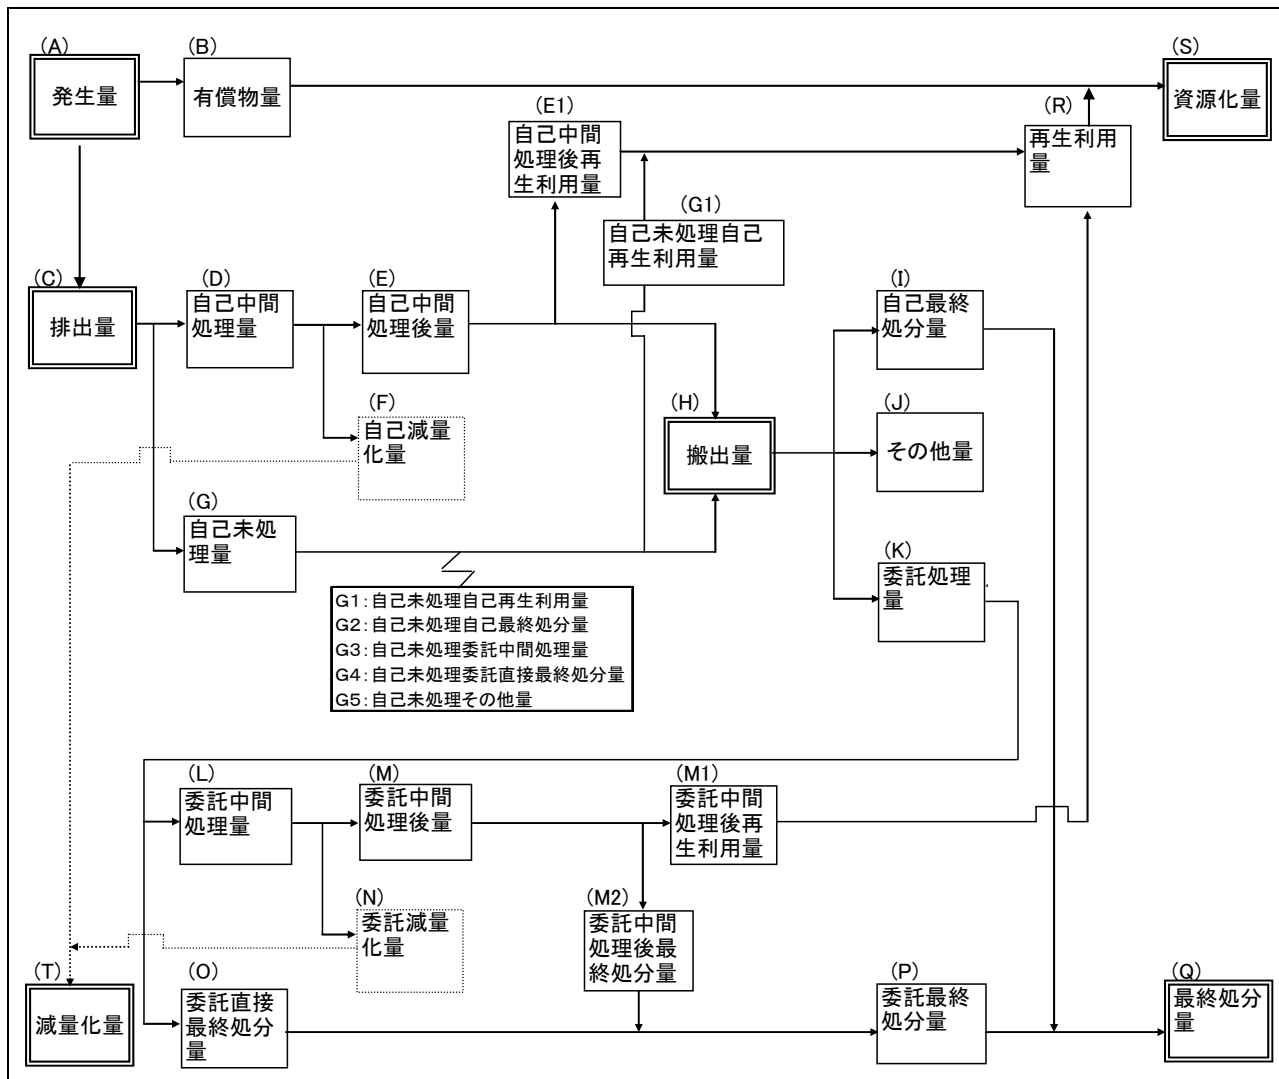 (A)
発生量
(B)
有償物量
(S)
資源化量
(E1)
自己中間
処理後再
生利用量
(R)
再生利用
量
(G1)
自己未処理自己
再生利用量
(C)
排出量
(D)
自己中間
処理量
(E)
自己中間
処理後量
(I)
自己最終
処分量
(F)
自己減量
化量
(H)
搬出量
(J)
その他量
(G)
自己未処
理量
(K)
委託処理
量
G1:自己未処理自己再生利用量
G2:自己未処理自己最終処分量
G3:自己未処理委託中間処理量
G4:自己未処理委託直接最終処分量
G5:自己未処理その他量
(L)
委託中間
処理量
(M)
委託中間
処理後量
(M1)
委託中間
処理後再
生利用量
(N)
委託減量
化量
(M2)
委託中間
処理後最
終処分量
(T)
減量化量
(O)
委託直接
最終処分
量
(P)
委託最終
処分量
(Q)
最終処分
量